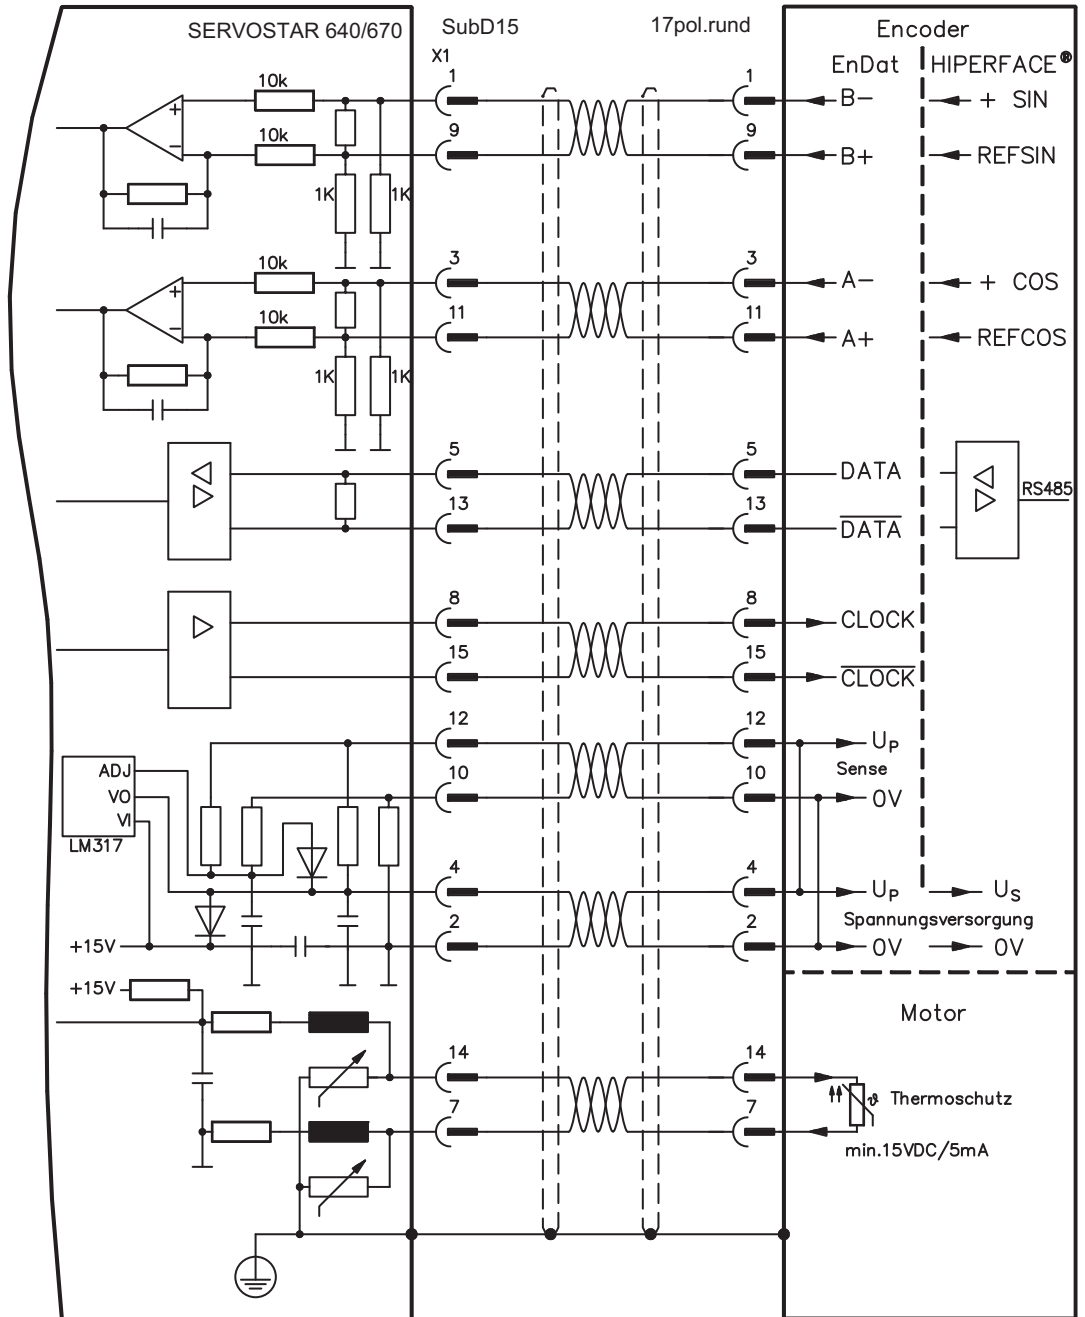 SERVOSTAR 640/670
SubD15
17pol.rund
Encoder
X1
EnDat
HIPERFACE®
10k
1
1
B-
+ SIN
10k
9
9
B+
REFSIN
1K
1K
10k
3
3
A-
+ COS
10k
11
11
A+
REFCOS
1K
1K
5
5
DATA
RS485
13
13
D̅A̅T̅A̅
8
8
CLOCK
15
15
C̅L̅O̅C̅K̅
12
12
UP
ADJ
Sense
VO
10
10
0V
VI
LM317
4
4
UP
US
Spannungsversorgung
+15V
2
2
0V
0V
+15V
Motor
14
14
ϑ Thermoschutz
7
7
min.15VDC/5mA
+
-
+
-